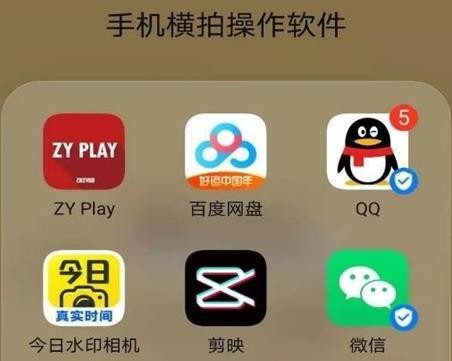 手机横拍操作软件
ZY PLAY
ZHIYUN
好运中国年
5
ZY Play
百度网盘
QQ
今日
真实时间
今日水印相机
剪映
微信